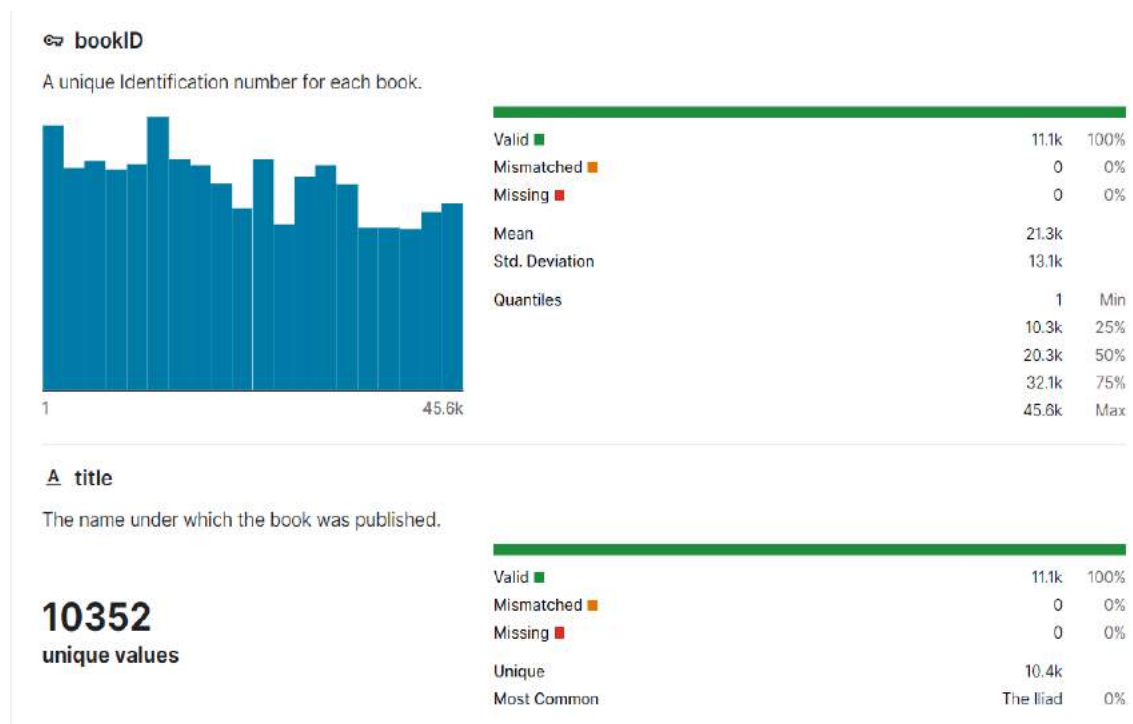 bookID
A unique Identification number for each book.
Valid 11.1k 100%
Mismatched 0 0%
Missing 0 0%
Mean 21.3k
Std. Deviation 13.1k
Quantiles 1 Min
10.3k 25%
20.3k 50%
32.1k 75%
45.6k Max
1 45.6k
A title
The name under which the book was published.
10352
unique values
Valid 11.1k 100%
Mismatched 0 0%
Missing 0 0%
Unique 10.4k
Most Common The Iliad 0%